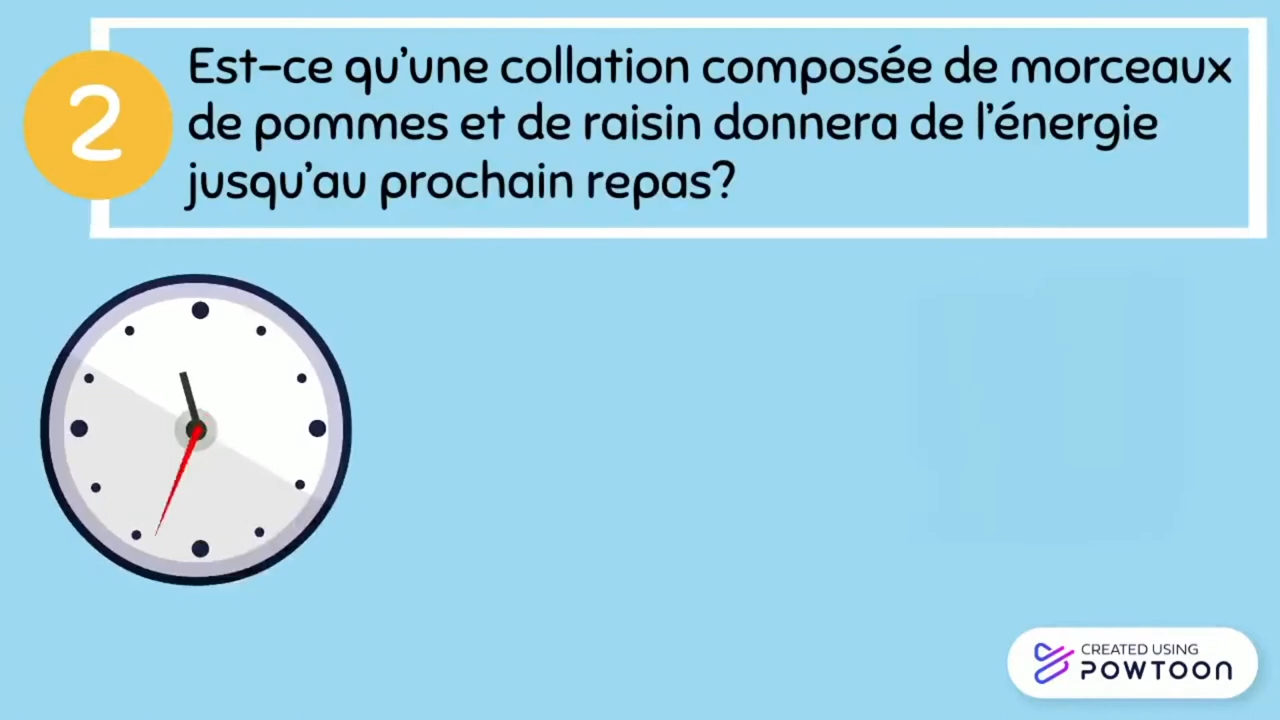 2
Est-ce qu'une collation composée de morceaux
de pommes et de raisin donnera de l'énergie
jusqu'au prochain repas?
CREATED USING
POWTOON